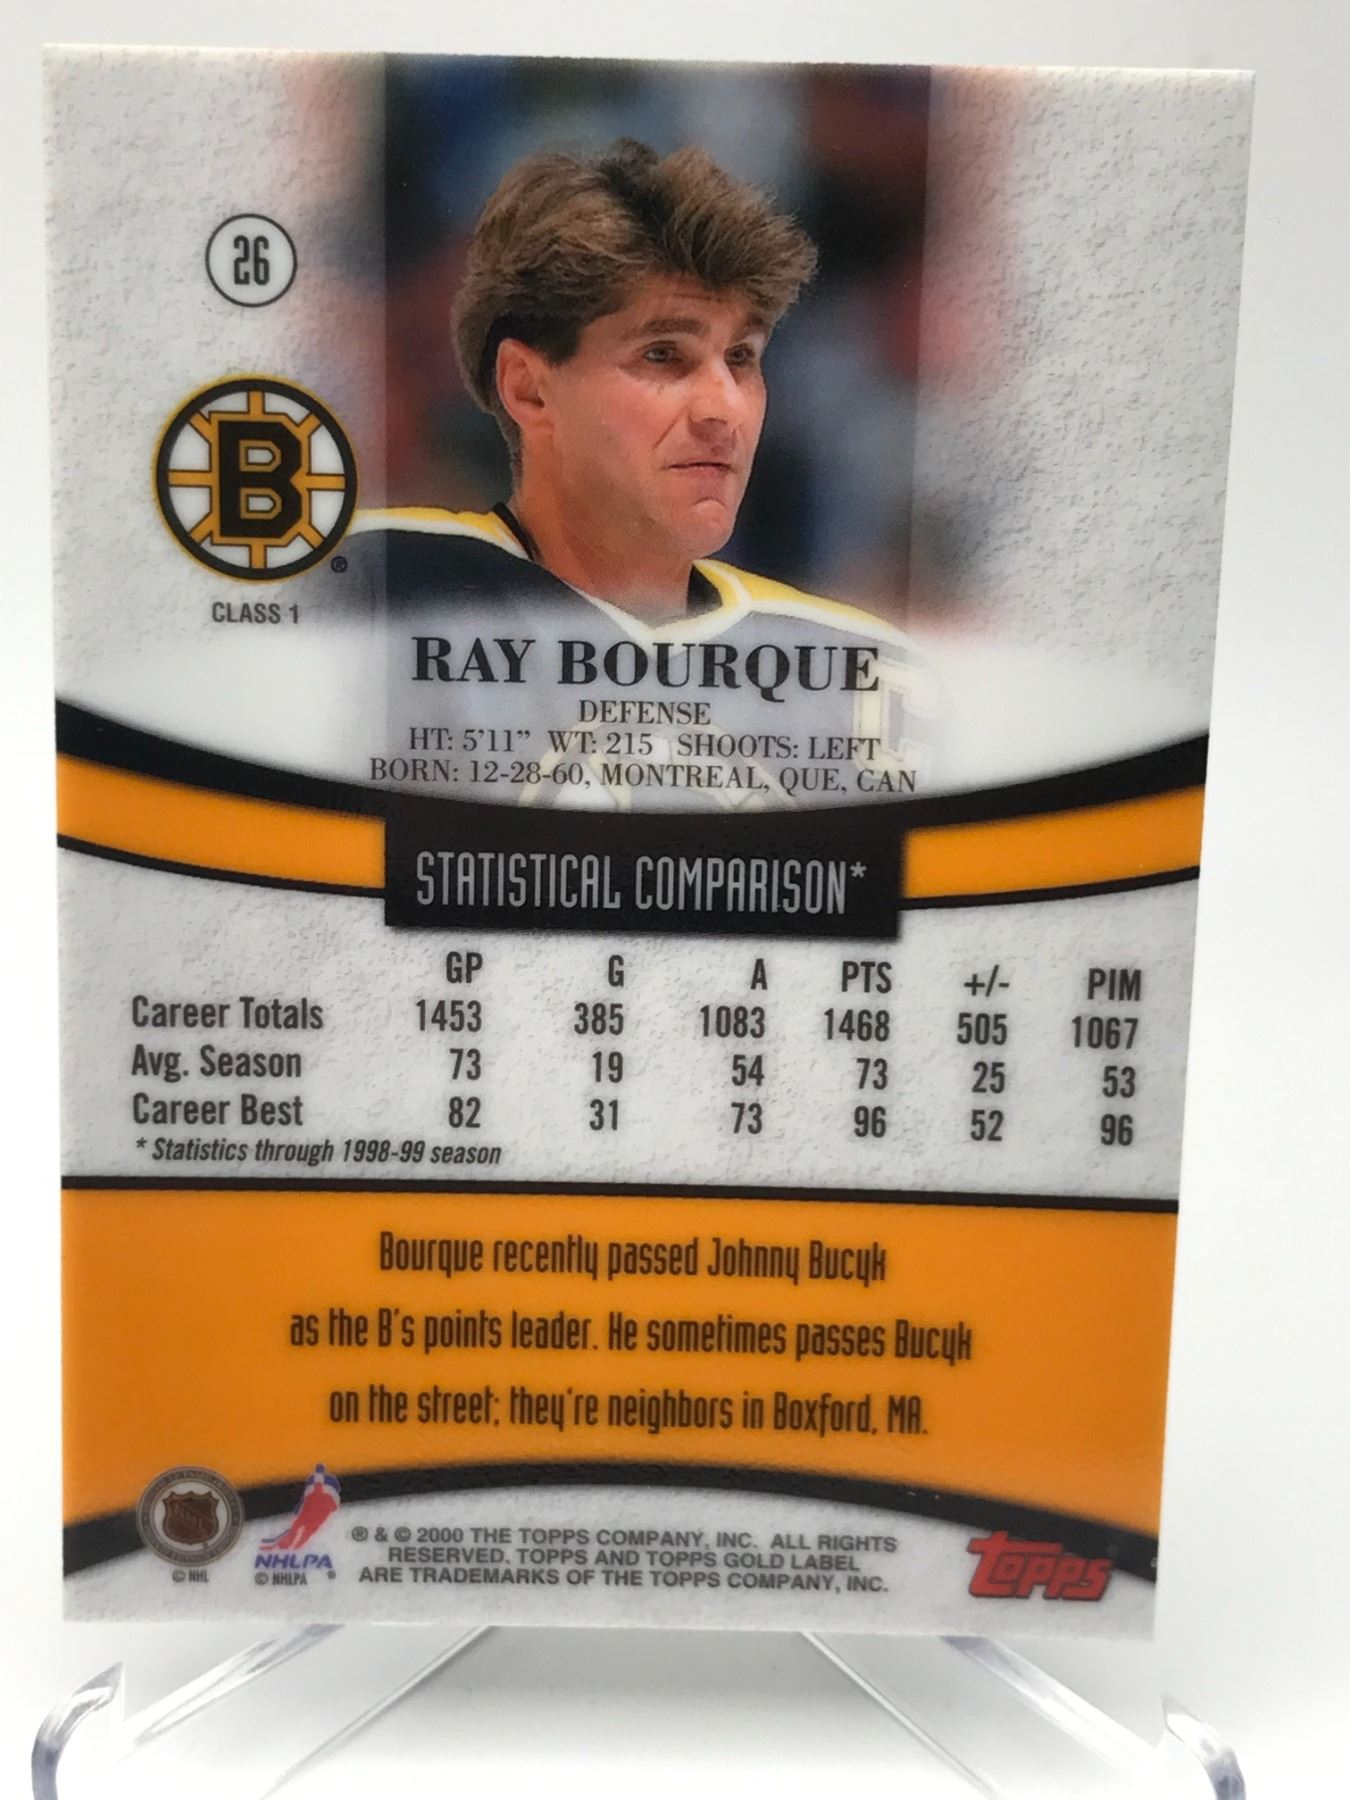 26
B
®
CLASS 1
C
RAY BOURQUE
DEFENSE
HT: 5'11" WT: 215 SHOOTS: LEFT
BORN: 12-28-60, MONTREAL, QUE, CAN
STATISTICAL COMPARISON*
GP G A PTS +/- PIM
Career Totals 1453 385 1083 1468 505 1067
Avg. Season 73 19 54 73 25 53
Career Best 82 31 73 96 52 96
* Statistics through 1998-99 season
Bourque recently passed Johnny Bucyk
as the B's points leader. He sometimes passes Bucyk
on the street; they're neighbors in Boxford, MA.
© NHL
NHLPA
© NHLPA ®
® & © 2000 THE TOPPS COMPANY, INC. ALL RIGHTS
RESERVED. TOPPS AND TOPPS GOLD LABEL
ARE TRADEMARKS OF THE TOPPS COMPANY, INC.
Topps